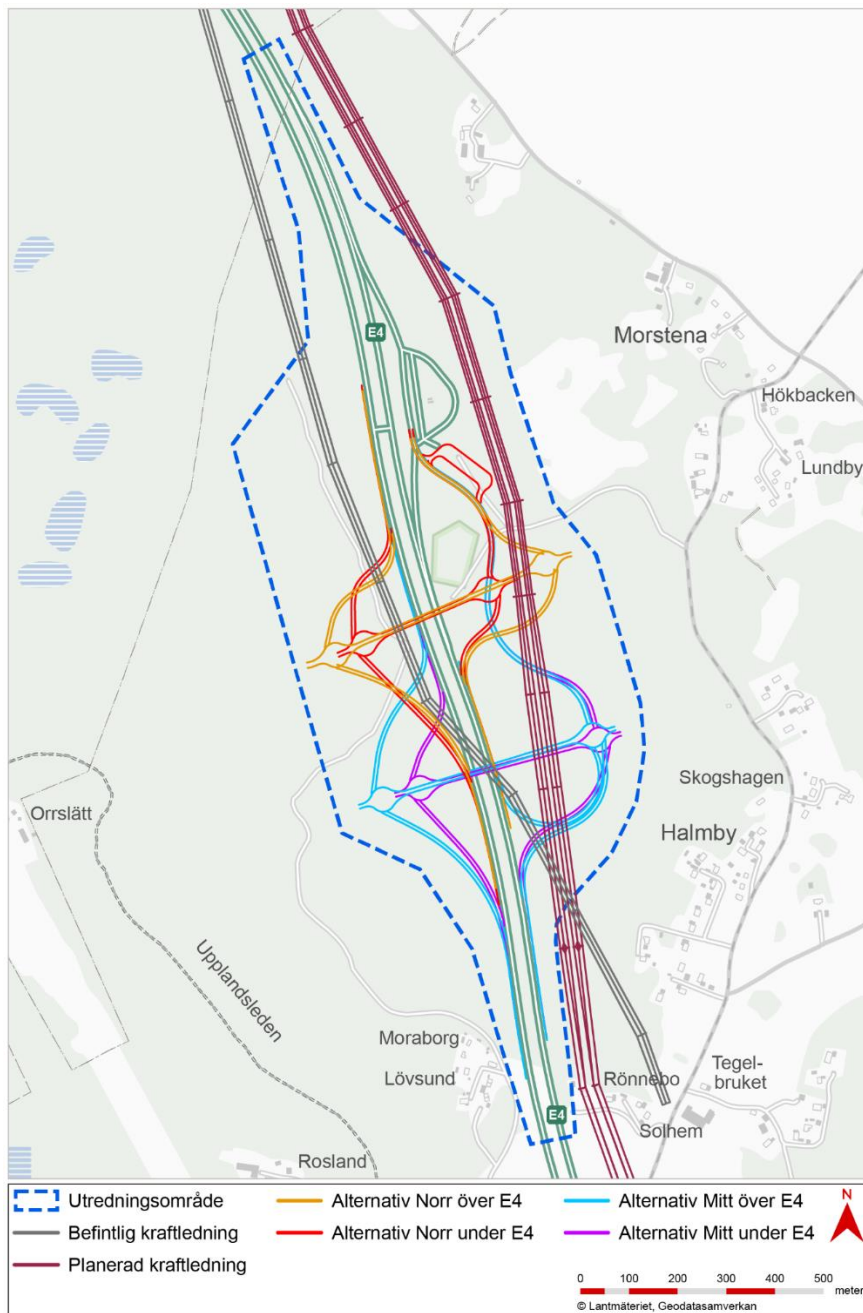 E4
Morstena
Hökbacken
Lundby
Skogshagen
Orrslätt
Halmby
Upplandsleden
Moraborg
Lövsund
Rönnebo
Tegel-
bruket
E4
Solhem
Rosland
Utredningsområde
Befintlig kraftledning
Planerad kraftledning
Alternativ Norr över E4
Alternativ Norr under E4
Alternativ Mitt över E4
Alternativ Mitt under E4
N
0 100 200 300 400 500
meter
© Lantmäteriet, Geodatasamverkan